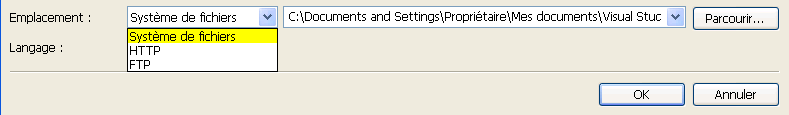 Emplacement : Système de fichiers C:\Documents and Settings\Propriétaire\Mes documents\Visual Stuc Parcourir...
Système de fichiers
Langage : HTTP
FTP
OK Annuler